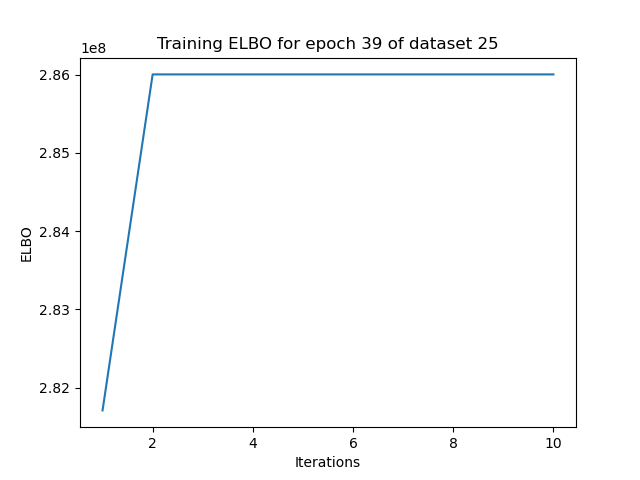 Training ELBO for epoch 39 of dataset 25
1e8
2.86
2.85
2.84
2.83
2.82
ELBO
2 4 6 8 10
Iterations